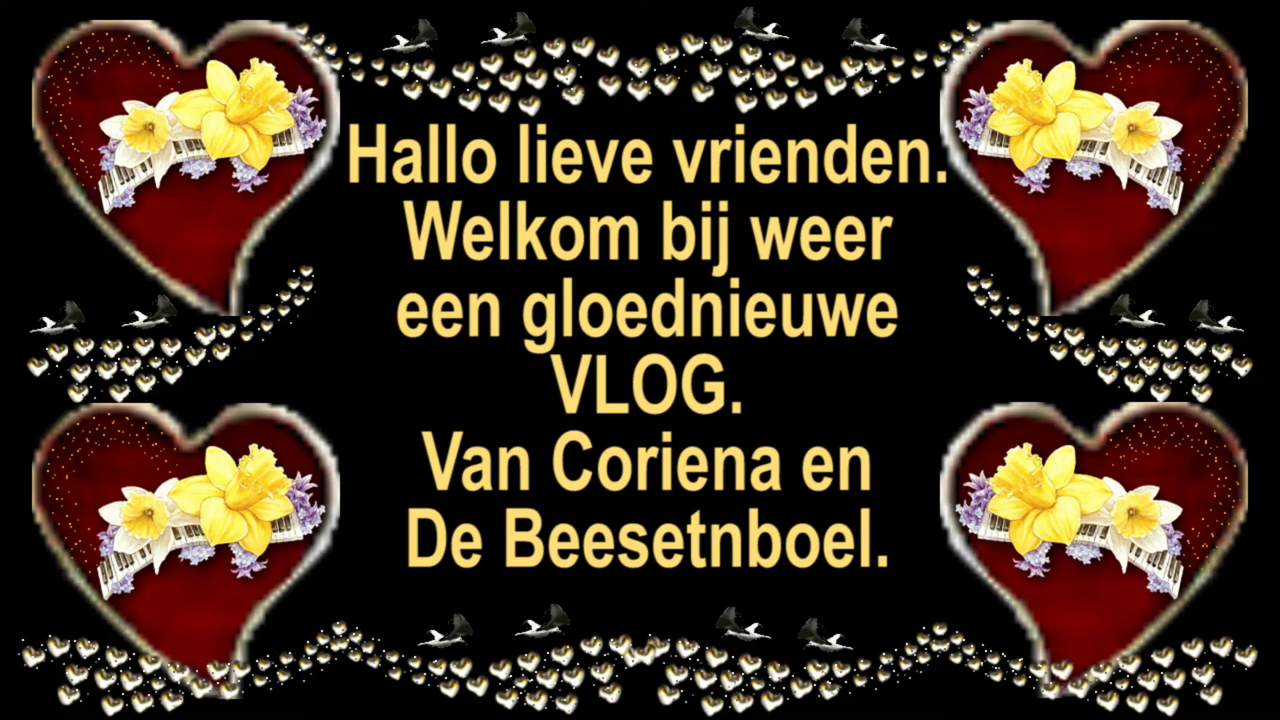 Hallo lieve vrienden.
Welkom bij weer
een gloednieuwe
VLOG.
Van Coriena en
De Beesetnboel.